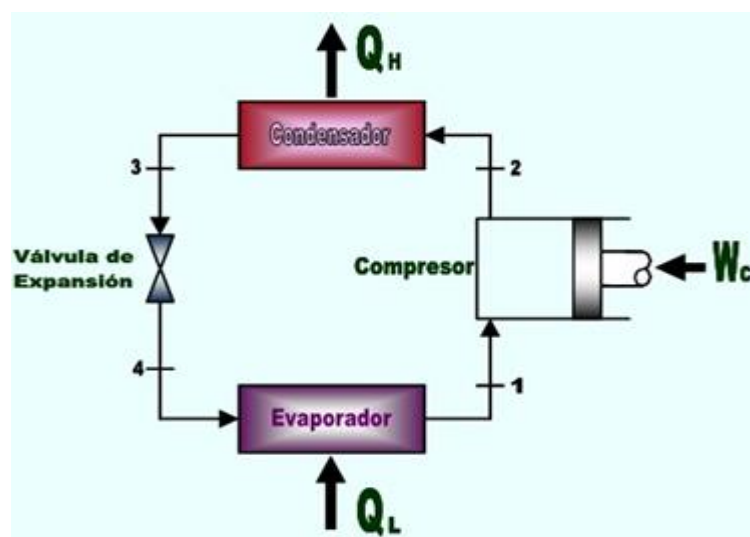 QH
Condensador
3
2
Válvula de
Expansión
Compresor
Wc
4
1
Evaporador
QL